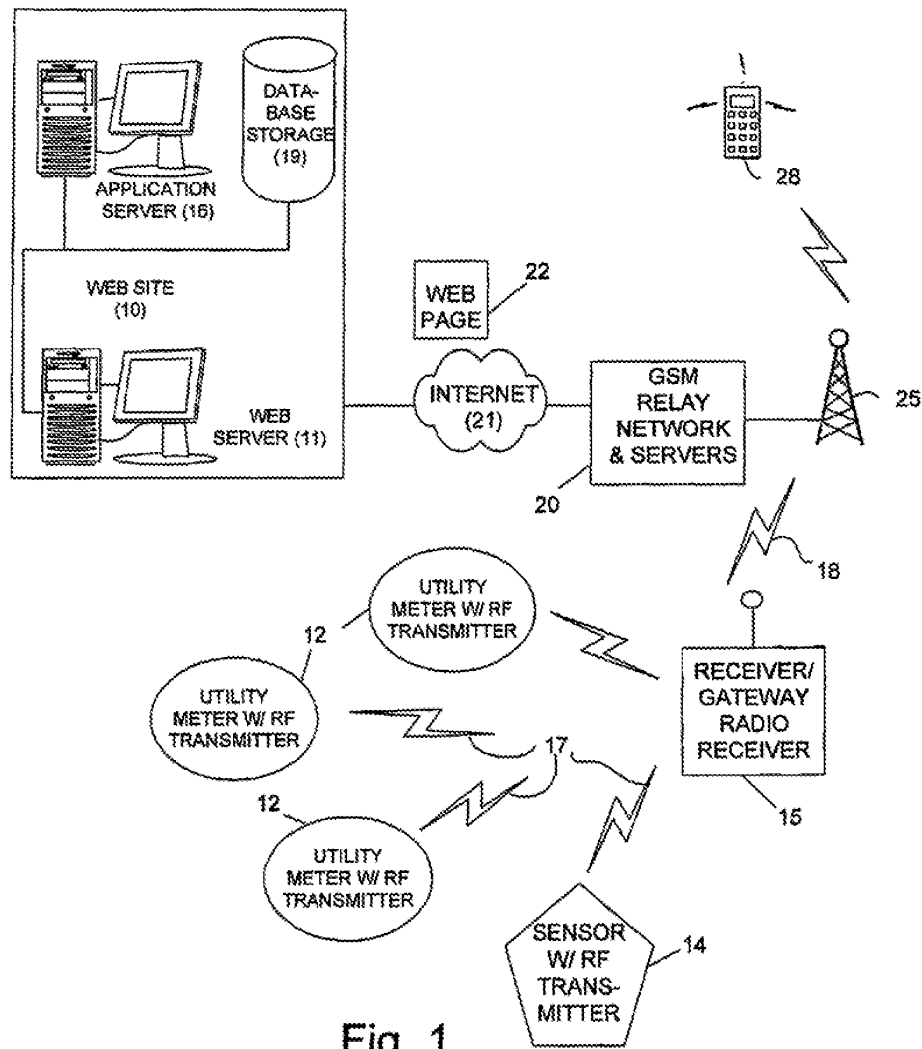 DATA-
BASE
STORAGE
(19)
APPLICATION
SERVER (16)
WEB SITE
(10)
WEB
SERVER (11)
28
22
WEB
PAGE
INTERNET
(21)
GSM
RELAY
NETWORK
& SERVERS
20
25
18
12
UTILITY
METER W/ RF
TRANSMITTER
UTILITY
METER W/ RF
TRANSMITTER
17
12
UTILITY
METER W/ RF
TRANSMITTER
RECEIVER/
GATEWAY
RADIO
RECEIVER
15
SENSOR
W/ RF
TRANS-
MITTER
14
Fig. 1